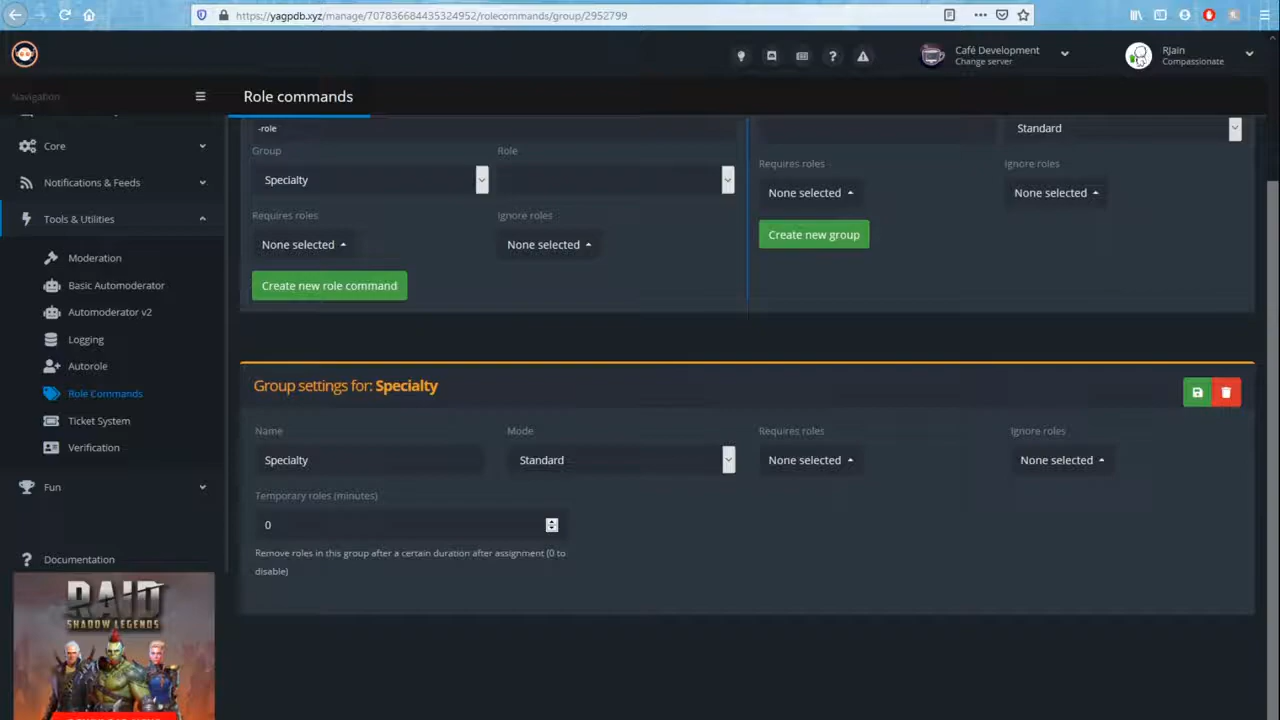 https://yagpdb.xyz/manage/707836684435324952/rolecommands/group/2952799
Café Development
Change server
RJain
Compassionate
Navigation
Role commands
Core
Notifications & Feeds
Tools & Utilities
Moderation
Basic Automoderator
Automoderator v2
Logging
Autorole
Role Commands
Ticket System
Verification
Fun
Documentation
RAID
SHADOW LEGENDS
-role
Group
Role
Specialty
Requires roles
Ignore roles
None selected
None selected
Create new role command
Standard
Requires roles
Ignore roles
None selected
None selected
Create new group
Group settings for: Specialty
Name
Mode
Requires roles
Ignore roles
Specialty
Standard
None selected
None selected
Temporary roles (minutes)
0
Remove roles in this group after a certain duration after assignment (0 to
disable)